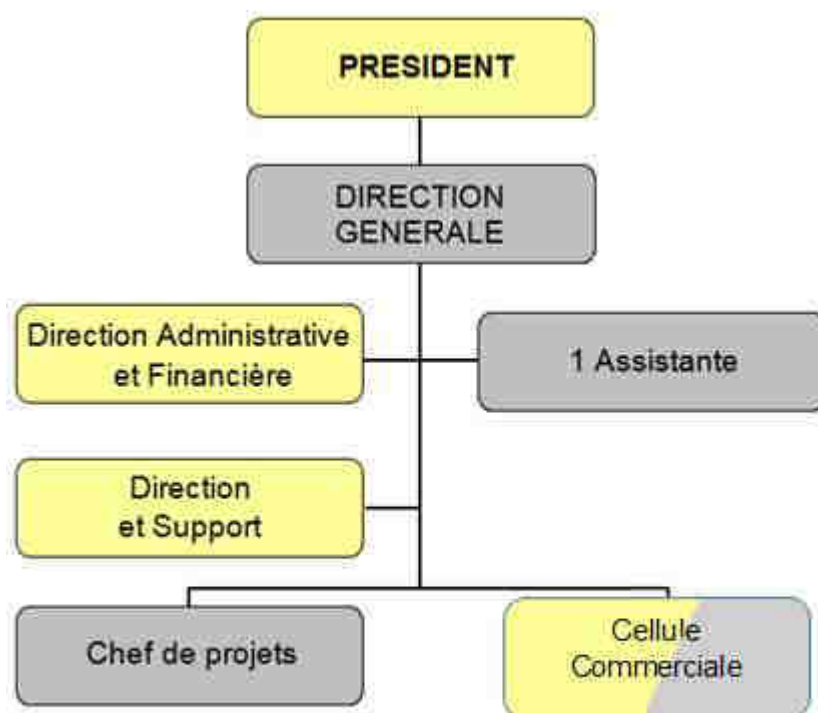 PRESIDENT
DIRECTION
GENERALE
Direction Administrative
et Financière
1 Assistante
Direction
et Support
Chef de projets
Cellule
Commerciale